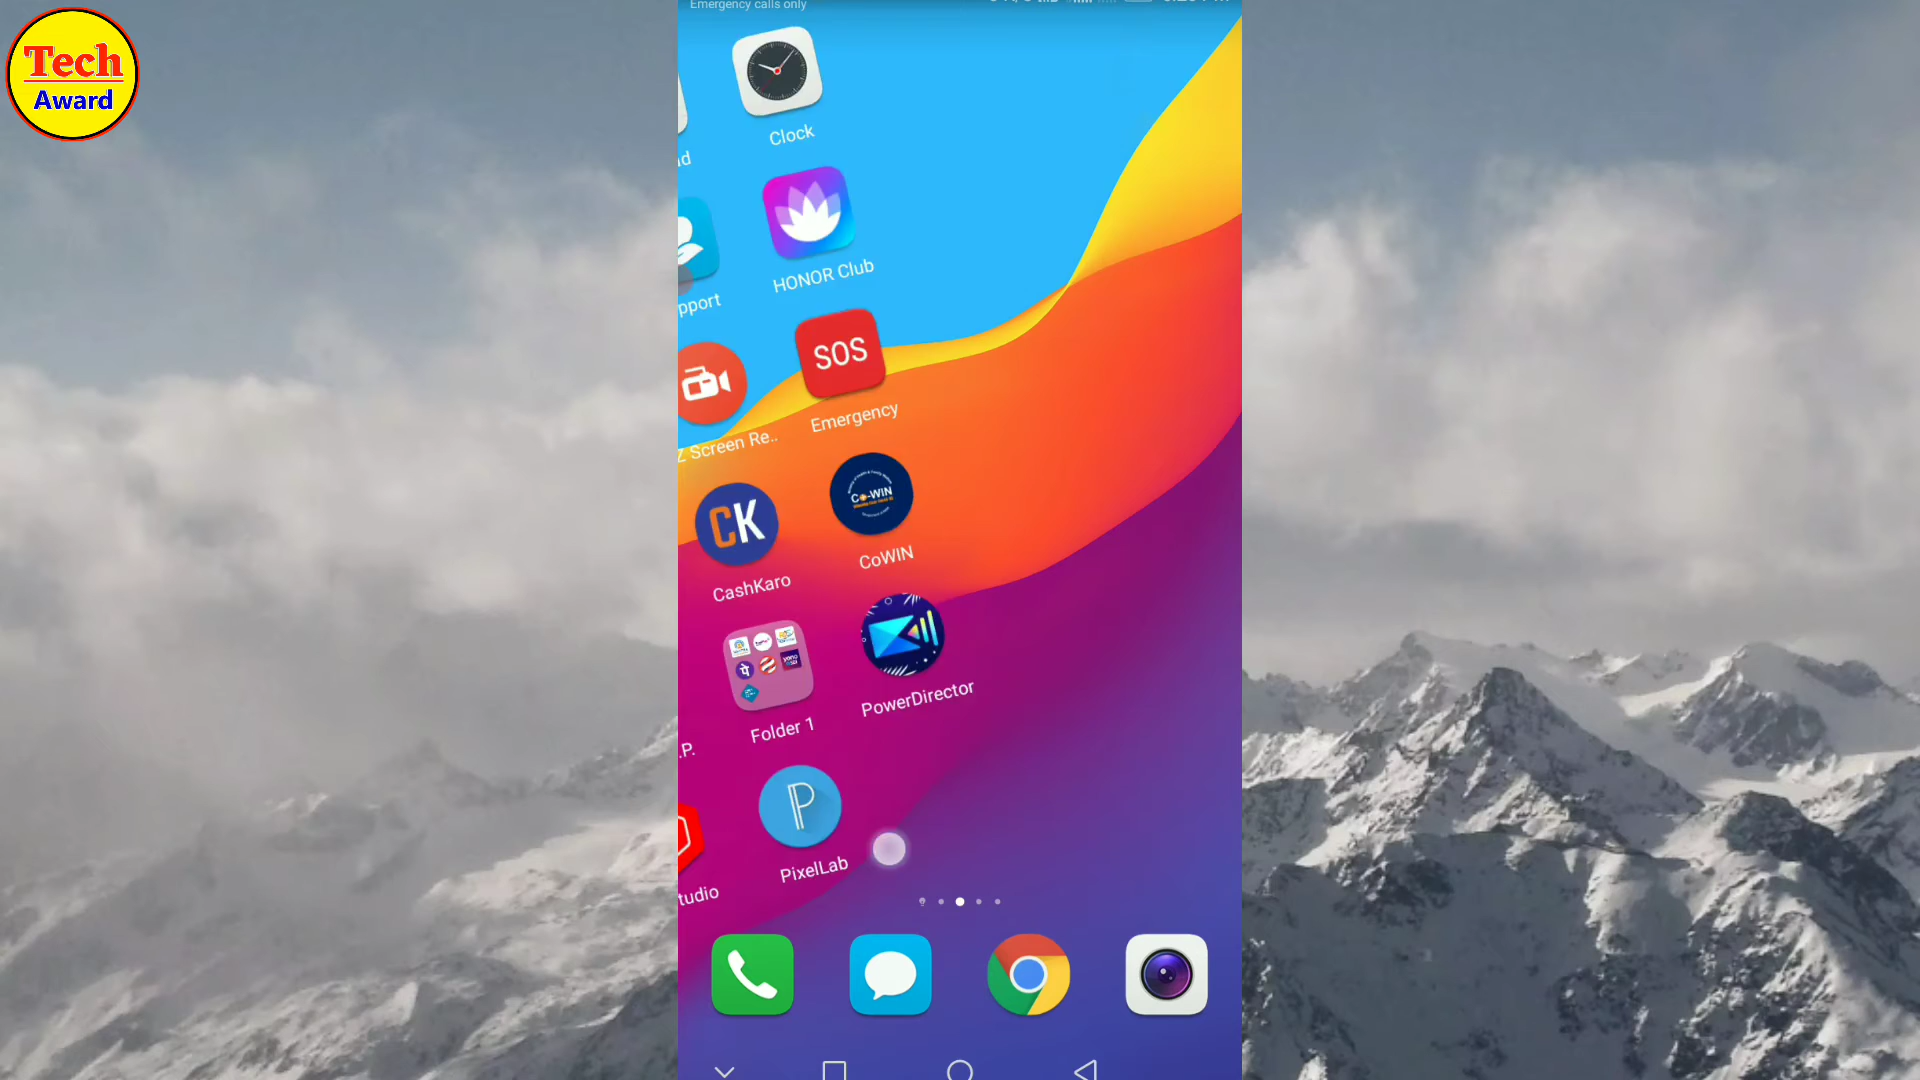 Tech
Award
Emergency calls only
Clock
HONOR Club
pport
SOS
Emergency
Z Screen Re..
CK
Co-WIN
CashKaro
CoWIN
Folder 1
PowerDirector
.P.
P
PixelLab
tudio